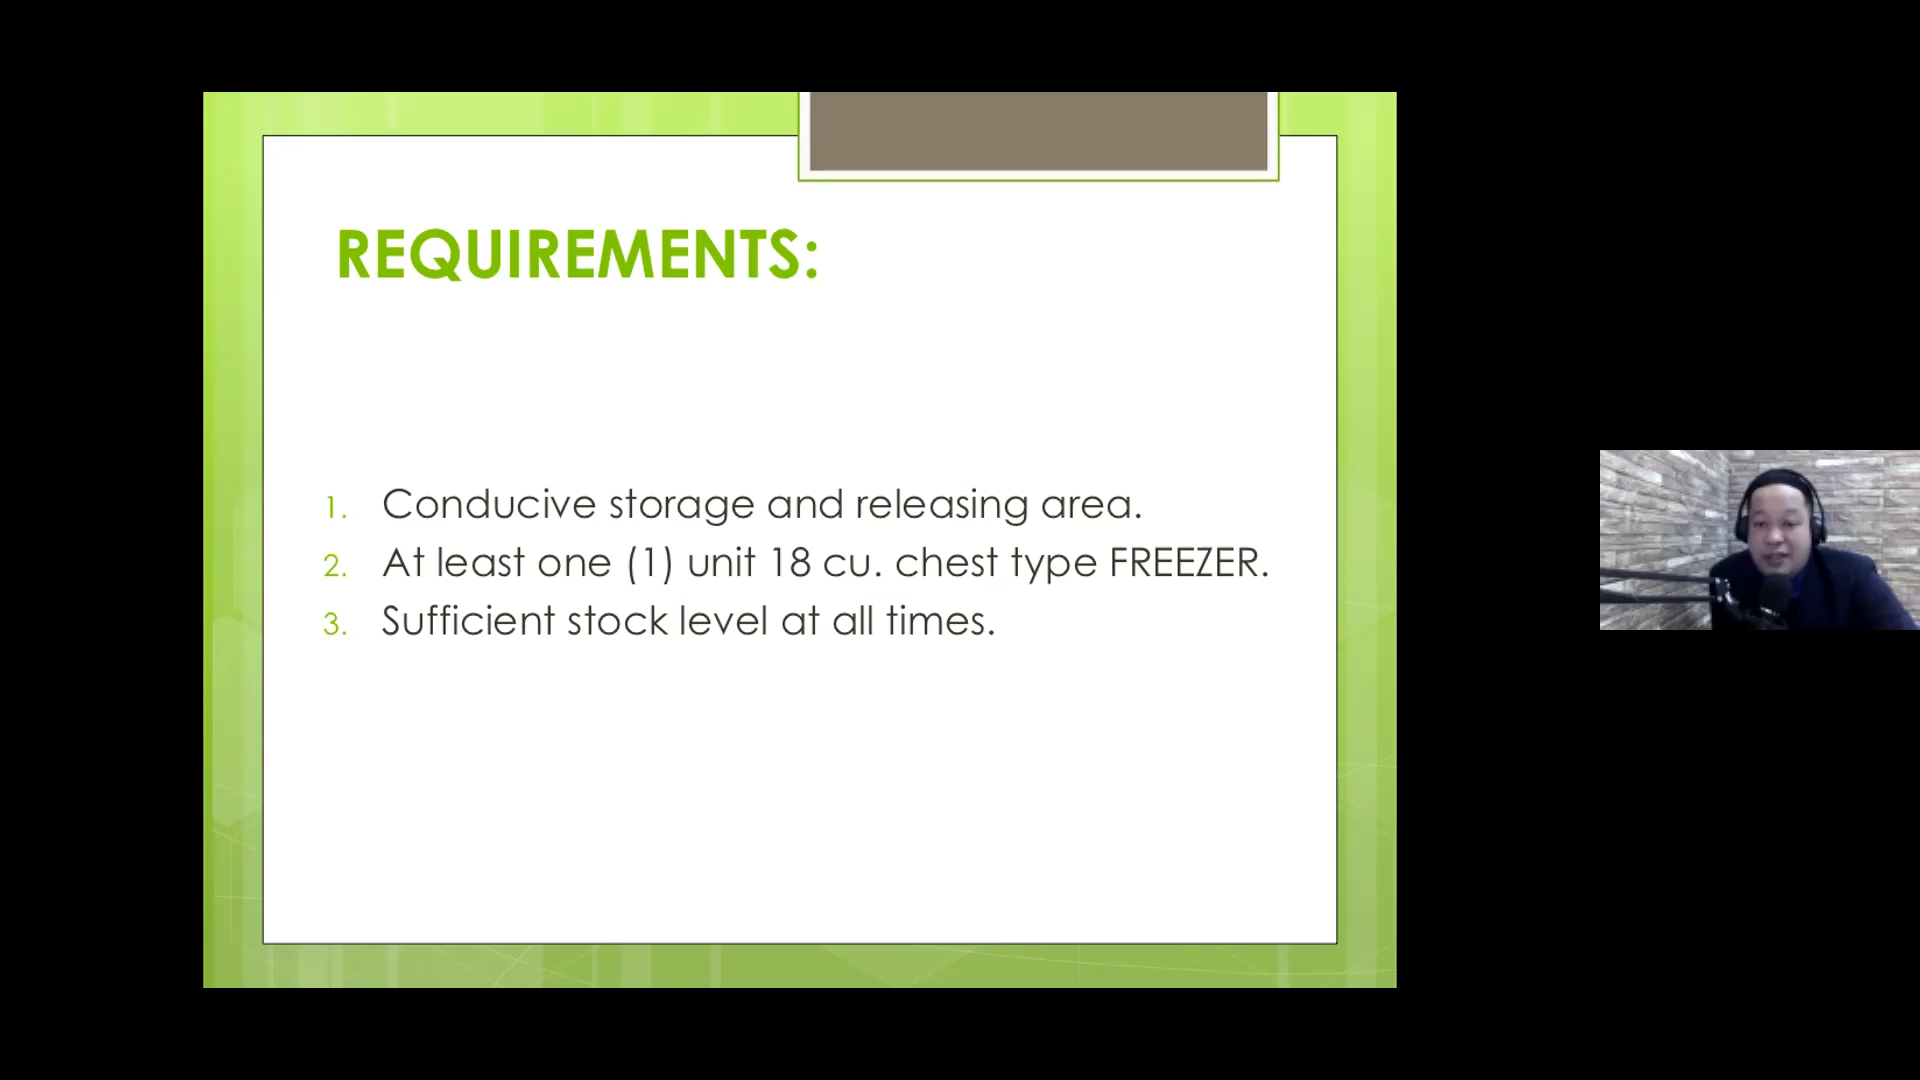 REQUIREMENTS:
1. Conducive storage and releasing area.
2. At least one (1) unit 18 cu. chest type FREEZER.
3. Sufficient stock level at all times.